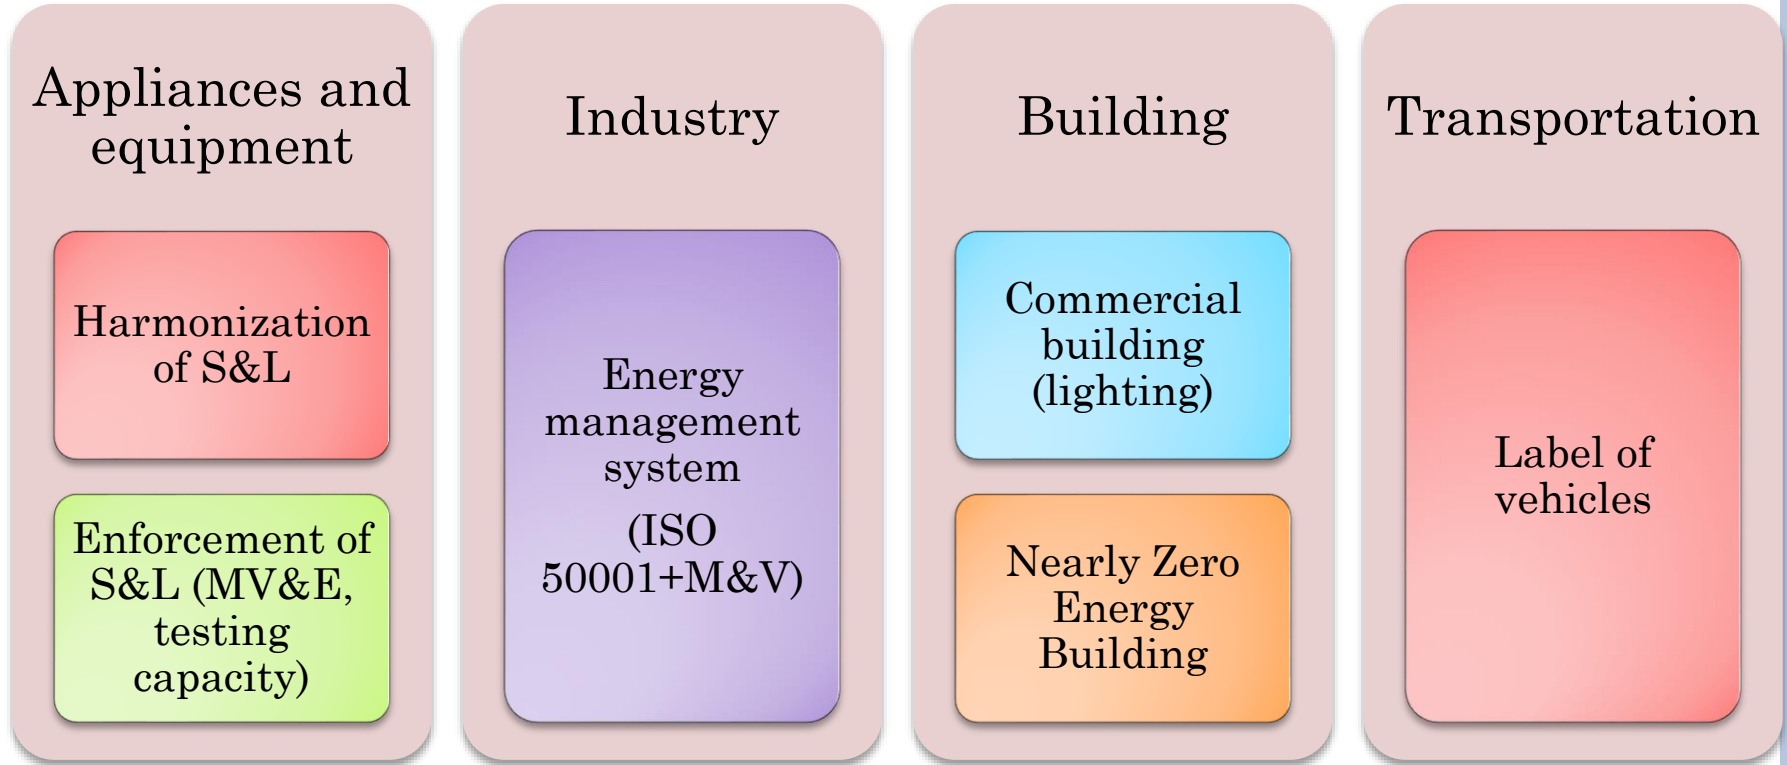 Appliances and
equipment
Harmonization
of S&L
Enforcement of
S&L (MV&E,
testing
capacity)
Industry
Energy
management
system
(ISO
50001+M&V)
Building
Commercial
building
(lighting)
Nearly Zero
Energy
Building
Transportation
Label of
vehicles